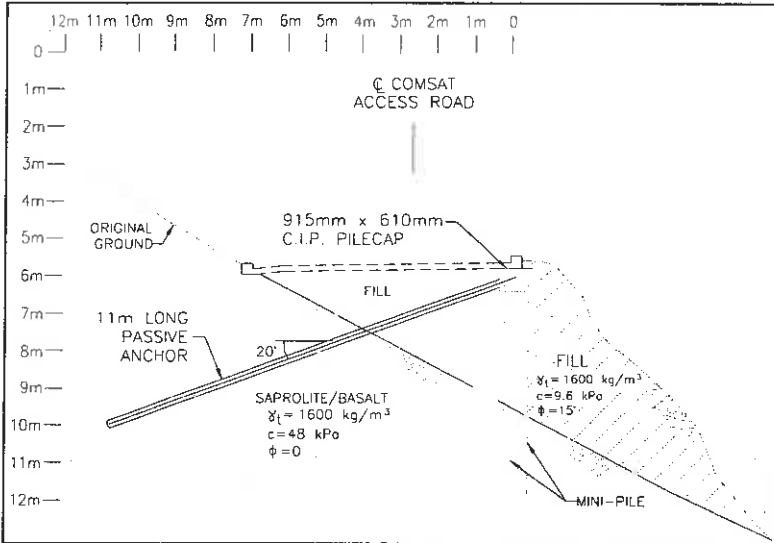 12m 11m 10m 9m 8m 7m 6m 5m 4m 3m 2m 1m 0
0
1m
2m
3m
4m
5m
6m
7m
8m
9m
10m
11m
12m
℄ COMSAT
ACCESS ROAD
ORIGINAL
GROUND
915mm x 610mm
C.I.P. PILECAP
FILL
11m LONG
PASSIVE
ANCHOR
20°
SAPROLITE/BASALT
γt = 1600 kg/m³
c=48 kPa
ϕ=0
FILL
γt = 1600 kg/m³
c=9.6 kPa
ϕ=15°
MINI-PILE